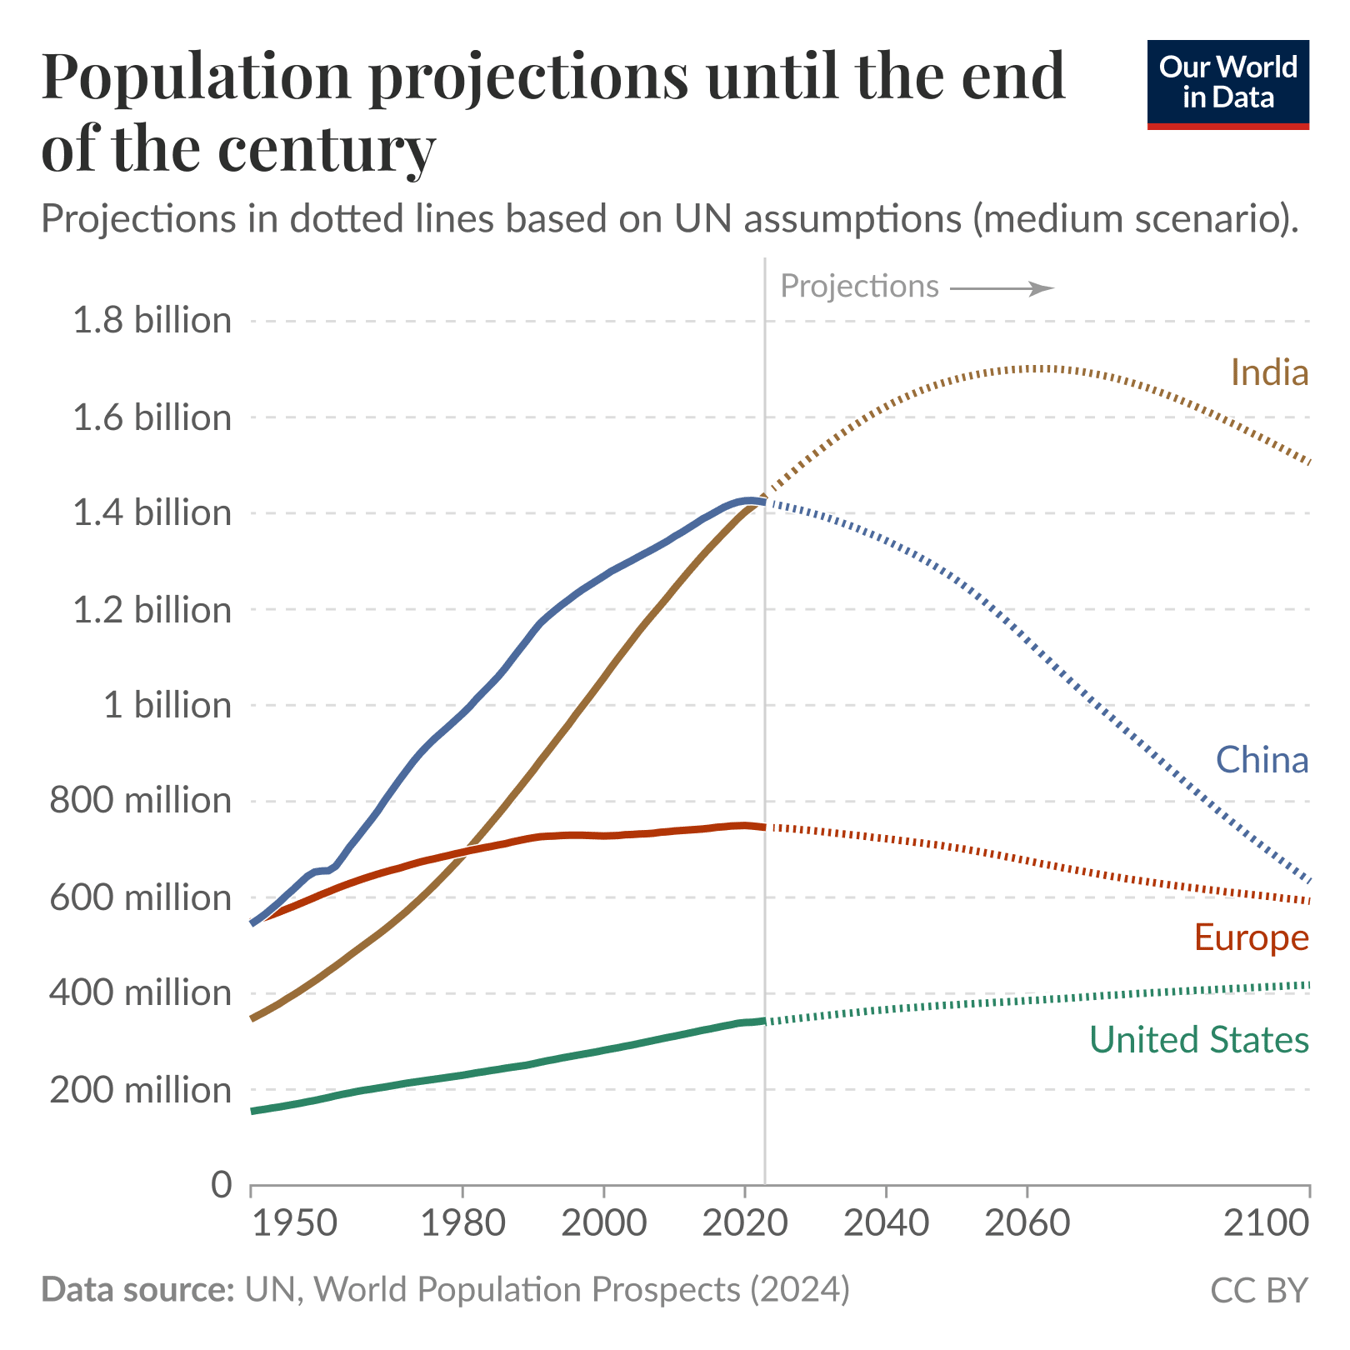 Population projections until the end
of the century
Our World
in Data
Projections in dotted lines based on UN assumptions (medium scenario).
Projections
1.8 billion
India
1.6 billion
1.4 billion
1.2 billion
1 billion
China
800 million
600 million
Europe
400 million
United States
200 million
0
1950 1980 2000 2020 2040 2060 2100
Data source: UN, World Population Prospects (2024)
CC BY